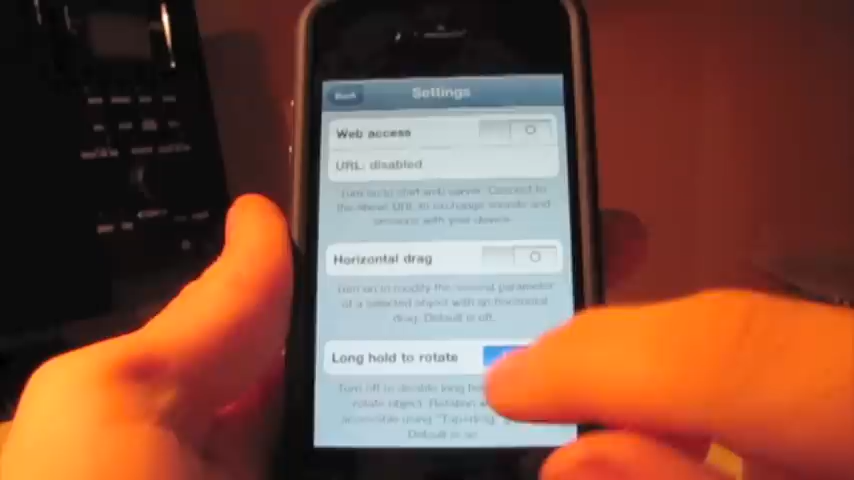 Back
Settings
Web access
URL: disabled
Turn on to start web server. Connect to
the above URL to exchange sounds and
sessions with your device.
Horizontal drag
Turn on to modify the second parameter
of a selected object with an horizontal
drag. Default is off.
Long hold to rotate
Turn off to disable long
rotate object. Rotation
accessible using
Default is on.